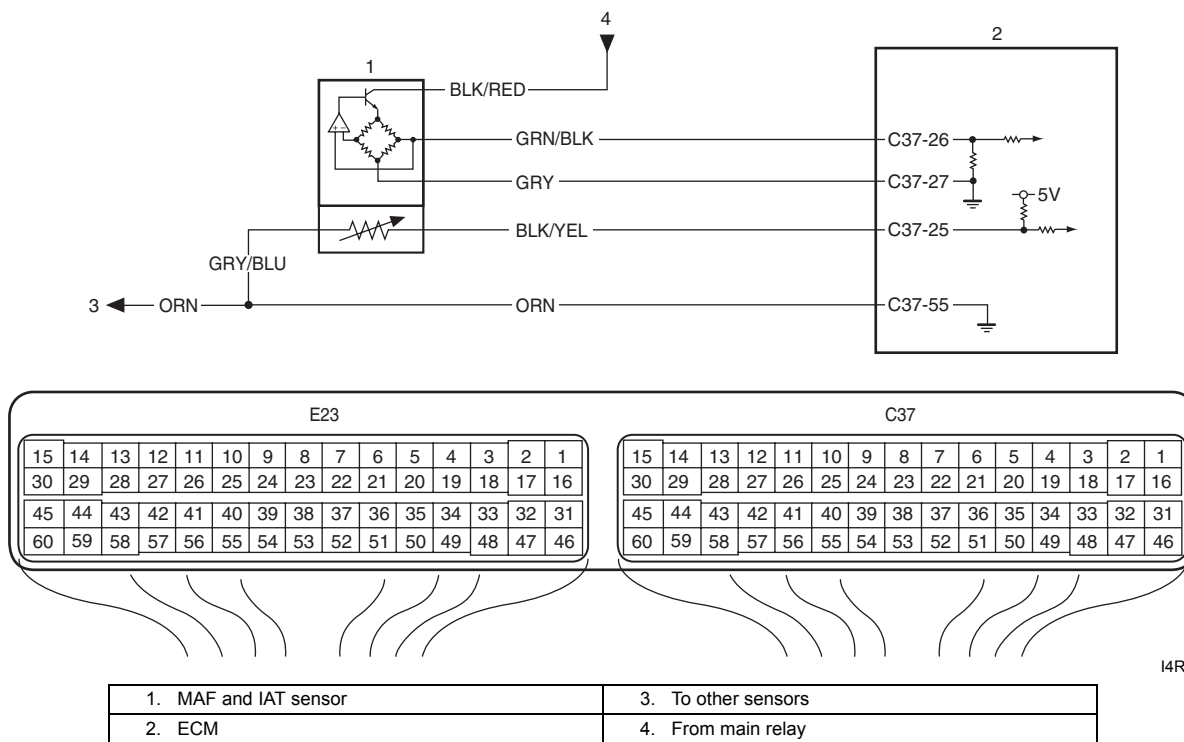 4
2
1
BLK/RED
GRN/BLK
C37-26
GRY
C37-27
5V
BLK/YEL
C37-25
GRY/BLU
3
ORN
ORN
C37-55
E23
C37
15 14 13 12 11 10 9 8 7 6 5 4 3 2 1
15 14 13 12 11 10 9 8 7 6 5 4 3 2 1
30 29 28 27 26 25 24 23 22 21 20 19 18 17 16
30 29 28 27 26 25 24 23 22 21 20 19 18 17 16
45 44 43 42 41 40 39 38 37 36 35 34 33 32 31
45 44 43 42 41 40 39 38 37 36 35 34 33 32 31
60 59 58 57 56 55 54 53 52 51 50 49 48 47 46
60 59 58 57 56 55 54 53 52 51 50 49 48 47 46
I4R
1. MAF and IAT sensor
3. To other sensors
2. ECM
4. From main relay